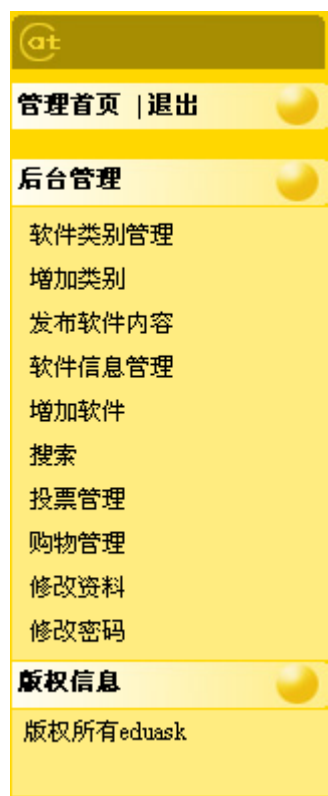 at
管理首页 |退出
后台管理
软件类别管理
增加类别
发布软件内容
软件信息管理
增加软件
搜索
投票管理
购物管理
修改资料
修改密码
版权信息
版权所有eduask